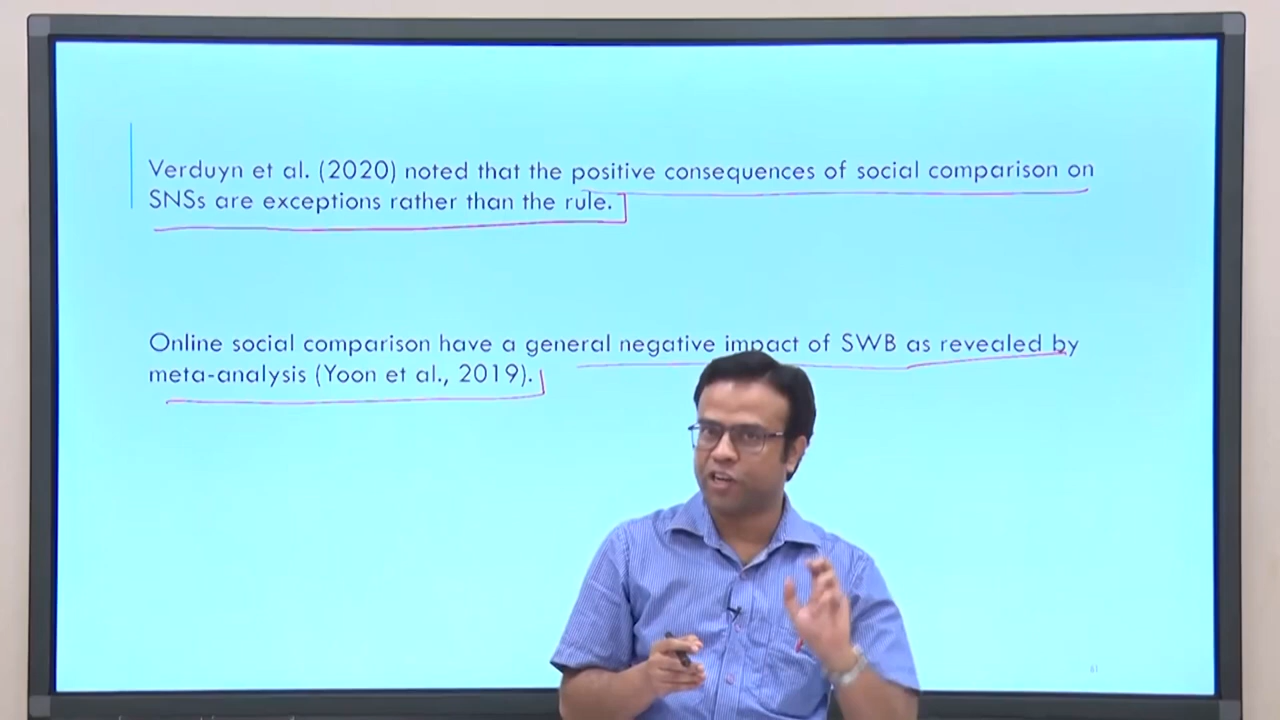 Verduyn et al. (2020) noted that the positive consequences of social comparison on
SNSs are exceptions rather than the rule.
Online social comparison have a general negative impact of SWB as revealed by
meta-analysis (Yoon et al., 2019).